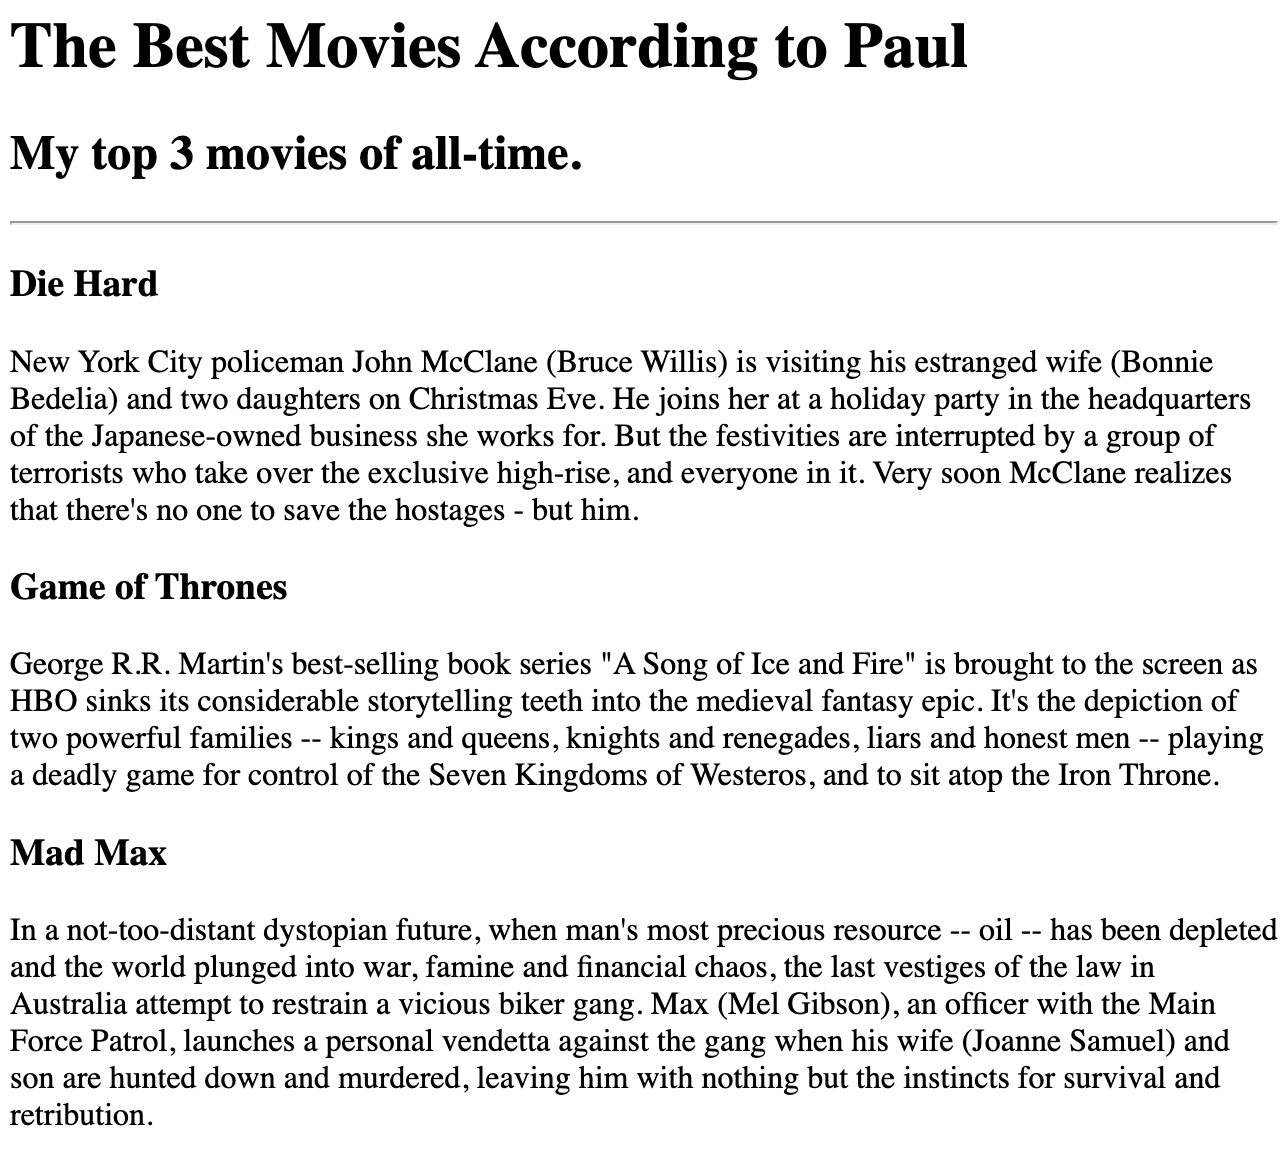 The Best Movies According to Paul
My top 3 movies of all-time.
Die Hard
New York City policeman John McClane (Bruce Willis) is visiting his estranged wife (Bonnie
Bedelia) and two daughters on Christmas Eve. He joins her at a holiday party in the headquarters
of the Japanese-owned business she works for. But the festivities are interrupted by a group of
terrorists who take over the exclusive high-rise, and everyone in it. Very soon McClane realizes
that there's no one to save the hostages - but him.
Game of Thrones
George R.R. Martin's best-selling book series "A Song of Ice and Fire" is brought to the screen as
HBO sinks its considerable storytelling teeth into the medieval fantasy epic. It's the depiction of
two powerful families -- kings and queens, knights and renegades, liars and honest men -- playing
a deadly game for control of the Seven Kingdoms of Westeros, and to sit atop the Iron Throne.
Mad Max
In a not-too-distant dystopian future, when man's most precious resource -- oil -- has been depleted
and the world plunged into war, famine and financial chaos, the last vestiges of the law in
Australia attempt to restrain a vicious biker gang. Max (Mel Gibson), an officer with the Main
Force Patrol, launches a personal vendetta against the gang when his wife (Joanne Samuel) and
son are hunted down and murdered, leaving him with nothing but the instincts for survival and
retribution.